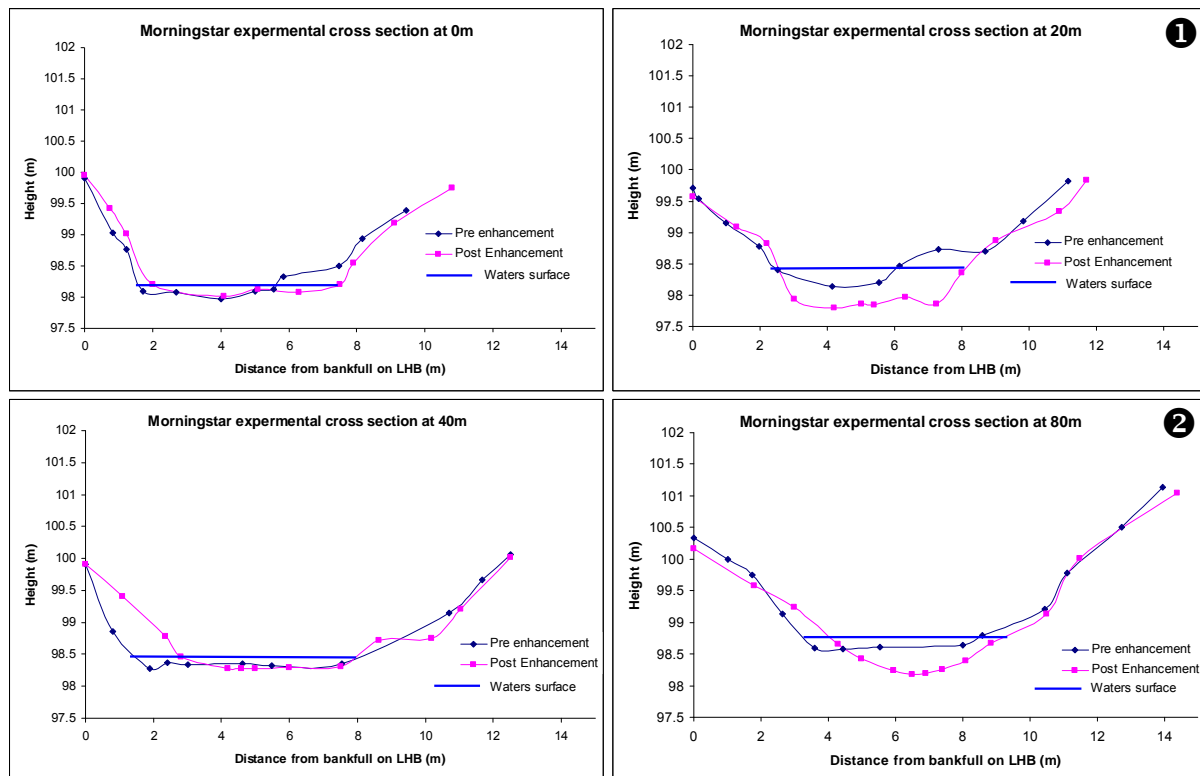 Morningstar expermental cross section at 0m
102
101.5
101
100.5
100
99.5
99
98.5
98
97.5
Height (m)
Pre enhancement
Post Enhancement
Waters surface
0 2 4 6 8 10 12 14
Distance from bankfull on LHB (m)
Morningstar expermental cross section at 20m
1
102
101.5
101
100.5
100
99.5
99
98.5
98
97.5
Height (m)
Pre enhancement
Post Enhancement
Waters surface
0 2 4 6 8 10 12 14
Distance from LHB (m)
Morningstar expermental cross section at 40m
102
101.5
101
100.5
100
99.5
99
98.5
98
97.5
Height (m)
Pre enhancement
Post Enhancement
Waters surface
0 2 4 6 8 10 12 14
Distance from bankfull on LHB (m)
Morningstar expermental cross section at 80m
2
102
101.5
101
100.5
100
99.5
99
98.5
98
97.5
Height (m)
Pre enhancement
Post Enhancement
Waters surface
0 2 4 6 8 10 12 14
Distance from bankfull on LHB (m)